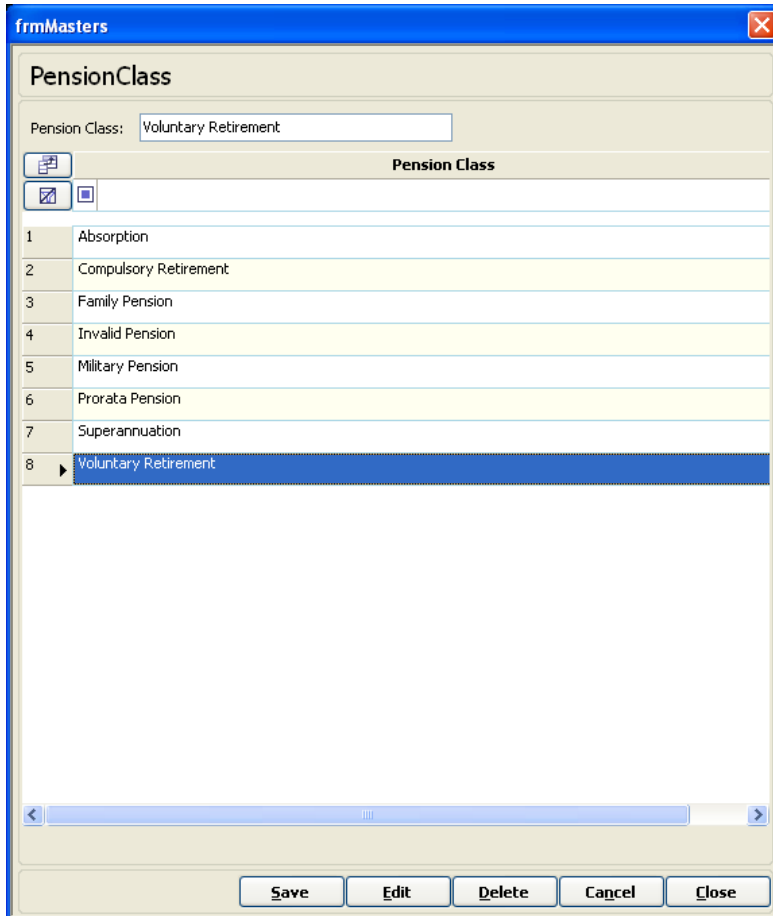 frmMasters
PensionClass
Pension Class: Voluntary Retirement
Pension Class
1 Absorption
2 Compulsory Retirement
3 Family Pension
4 Invalid Pension
5 Military Pension
6 Prorata Pension
7 Superannuation
8 Voluntary Retirement
Save Edit Delete Cancel Close